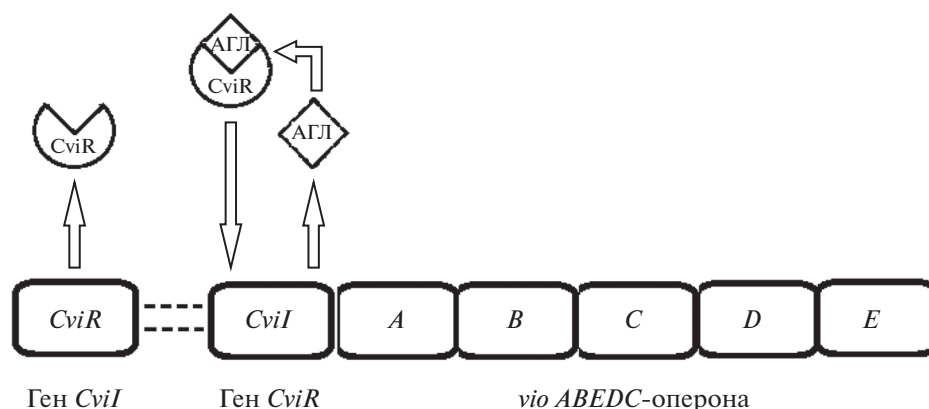 АГЛ
CviR
АГЛ
CviR
CviR
CviI
A
B
C
D
E
Ген CviI
Ген CviR
vio ABEDC-оперона